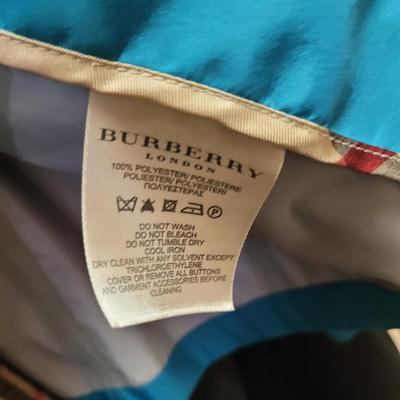 BURBERRY
LONDON
100% POLYESTER/ POLIESTERE
POLIESTER/ POLYESTER/
ΠΟΛΥΕΣΤΕΡΑΣ
P
DO NOT WASH
DO NOT BLEACH
DO NOT TUMBLE DRY
COOL IRON
DRY CLEAN WITH ANY SOLVENT EXCEPT
TRICHLOROETHYLENE
COVER OR REMOVE ALL BUTTONS
AND GARMENT ACCESSORIES BEFORE
CLEANING